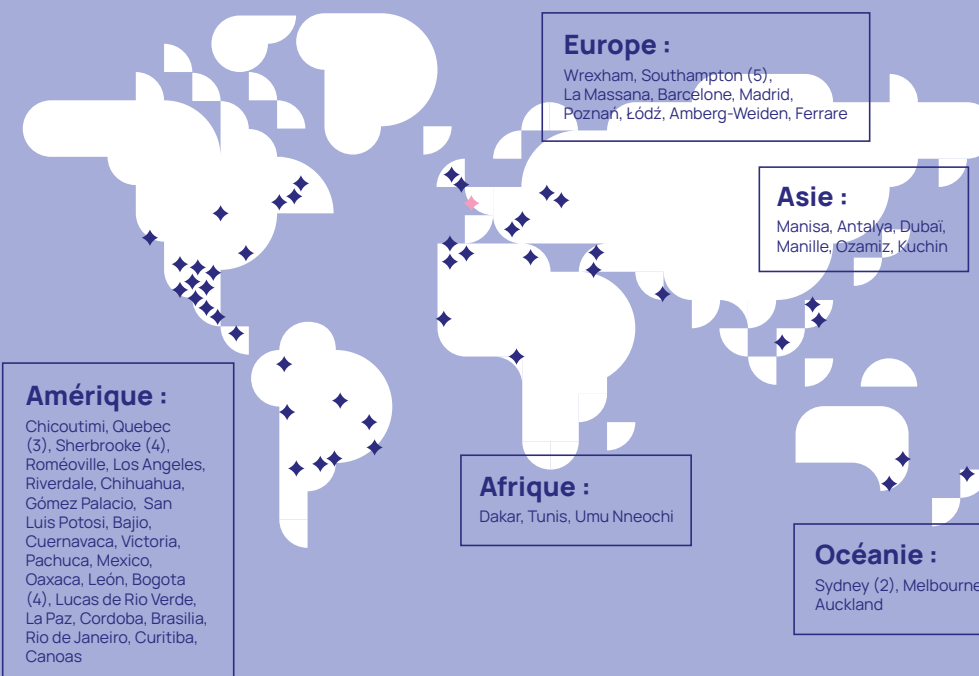 Europe :
Wrexham, Southampton (5),
La Massana, Barcelone, Madrid,
Poznań, Łódź, Amberg-Weiden, Ferrare
Asie :
Manisa, Antalya, Dubaï,
Manille, Ozamiz, Kuchin
Amérique :
Chicoutimi, Quebec
(3), Sherbrooke (4),
Roméoville, Los Angeles,
Riverdale, Chihuahua,
Gómez Palacio, San
Luis Potosi, Bajio,
Cuernavaca, Victoria,
Pachuca, Mexico,
Oaxaca, León, Bogota
(4), Lucas de Rio Verde,
La Paz, Cordoba, Brasilia,
Rio de Janeiro, Curitiba,
Canoas
Afrique :
Dakar, Tunis, Umu Nneochi
Océanie :
Sydney (2), Melbourne
Auckland